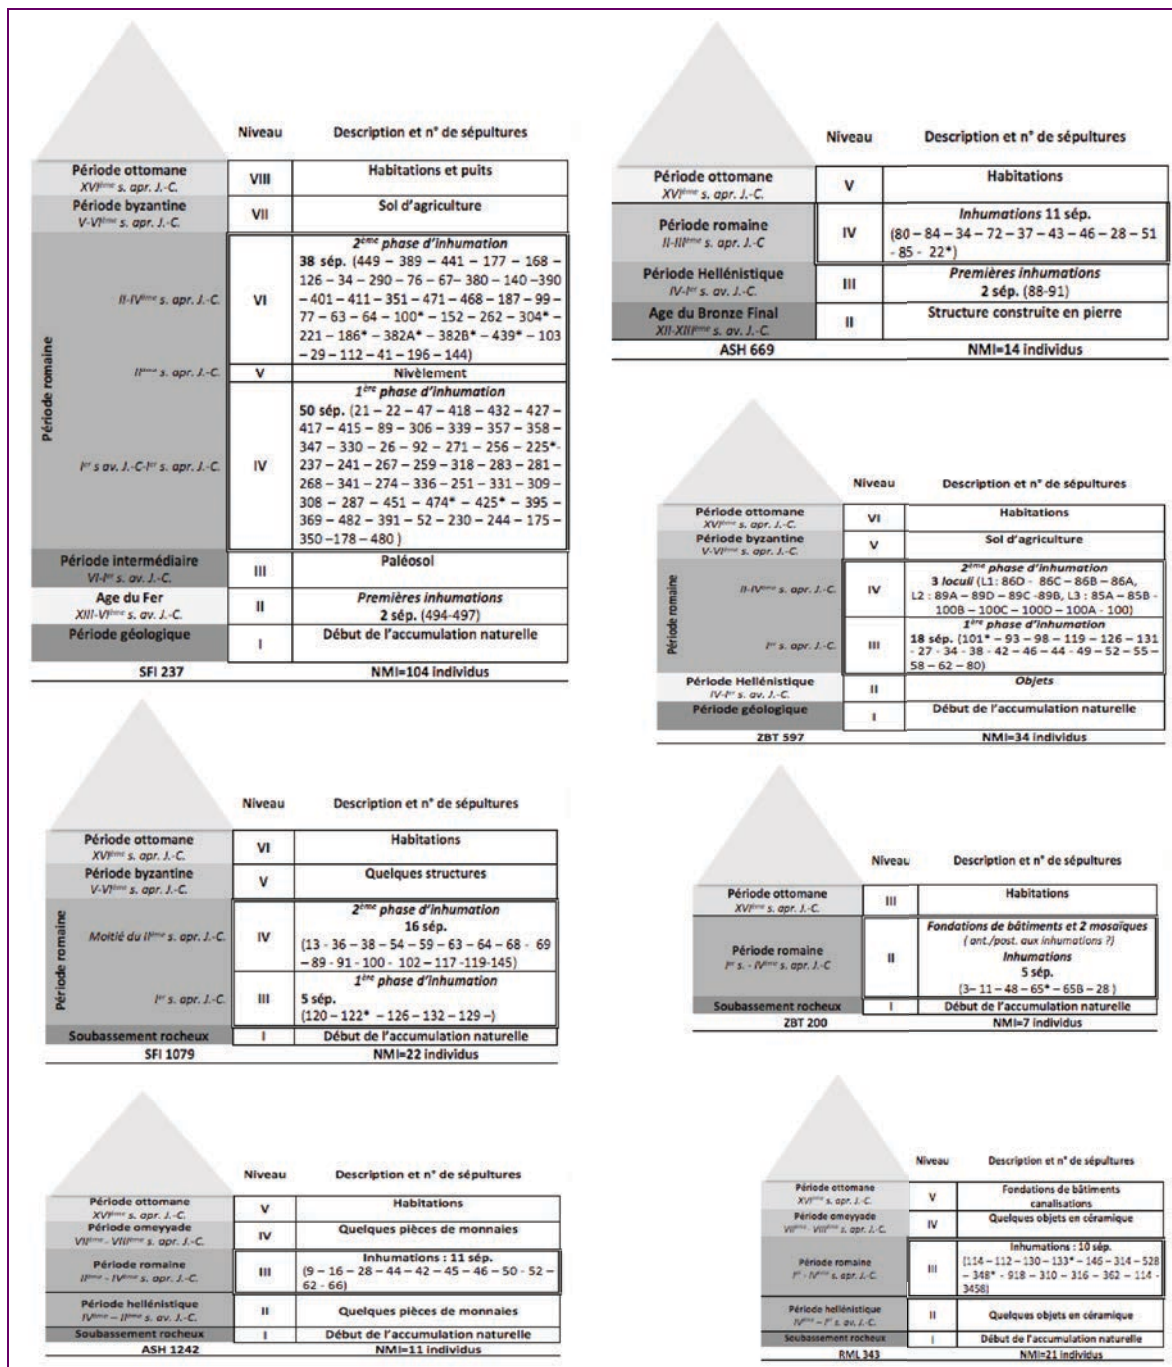 Niveau Description et n° de sépultures
Période ottomane
XVIème s. apr. J.-C.
VIII
Habitations et puits
Période byzantine
V-VIème s. apr. J.-C.
VII
Sol d'agriculture
Période romaine
II-IVème s. apr. J.-C.
VI
2ème phase d'inhumation
38 sép. (449 – 389 – 441 – 177 – 168 –
126 – 34 – 290 – 76 – 67– 380 – 140 –390
– 401 – 411 – 351 – 471 – 468 – 187 – 99 –
77 – 63 – 64 – 100* – 152 – 262 – 304* –
221 – 186* – 382A* – 382B* – 439* – 103
– 29 – 112 – 41 – 196 – 144)
IIème s. apr. J.-C.
V
Nivèlement
Ier s av. J.-C-Ier s. apr. J.-C.
IV
1ère phase d'inhumation
50 sép. (21 – 22 – 47 – 418 – 432 – 427 –
417 – 415 – 89 – 306 – 339 – 357 – 358 –
347 – 330 – 26 – 92 – 271 – 256 – 225*-
237 – 241 – 267 – 259 – 318 – 283 – 281 –
268 – 341 – 274 – 336 – 251 – 331 – 309 –
308 – 287 – 451 – 474* – 425* – 395 –
369 – 482 – 391 – 52 – 230 – 244 – 175 –
350 –178 – 480 )
Période intermédiaire
VI-Ier s. av. J.-C.
III
Paléosol
Age du Fer
XIII-VIème s. av. J.-C.
II
Premières inhumations
2 sép. (494-497)
Période géologique
I
Début de l'accumulation naturelle
SFI 237 NMI=104 individus
Niveau Description et n° de sépultures
Période ottomane
XVIème s. apr. J.-C.
V
Habitations
Période romaine
II-IIIème s. apr. J.-C
IV
Inhumations 11 sép.
(80 – 84 – 34 – 72 – 37 – 43 – 46 – 28 – 51
- 85 - 22*)
Période Hellénistique
IV-Ier s. av. J.-C.
III
Premières inhumations
2 sép. (88-91)
Age du Bronze Final
XII-XIIIème s. av. J.-C.
II
Structure construite en pierre
ASH 669 NMI=14 individus
Niveau Description et n° de sépultures
Période ottomane
XVIème s. apr. J.-C.
VI
Habitations
Période byzantine
V-VIème s. apr. J.-C.
V
Sol d'agriculture
Période romaine
II-IVème s. apr. J.-C.
IV
2ème phase d'inhumation
3 loculi (L1: 86D - 86C – 86B – 86A,
L2 : 89A – 89D – 89C -89B, L3 : 85A – 85B -
100B – 100C – 100D – 100A - 100)
Ier s. apr. J.-C.
III
1ère phase d'inhumation
18 sép. (101* – 93 – 98 – 119 – 126 – 131
- 27 - 34 - 38 - 42 – 46 – 44 - 49 – 52 – 55 –
58 – 62 – 80)
Période Hellénistique
IV-Ier s. av. J.-C.
II
Objets
Période géologique
I
Début de l'accumulation naturelle
ZBT 597 NMI=34 individus
Niveau Description et n° de sépultures
Période ottomane
XVIème s. apr. J.-C.
VI
Habitations
Période byzantine
V-VIème s. apr. J.-C.
V
Quelques structures
Période romaine
Moitié du IIème s. apr. J.-C.
IV
2ème phase d'inhumation
16 sép.
(13 - 36 – 38 – 54 – 59 – 63 – 64 – 68 - 69
– 89 - 91 - 100 - 102 – 117 -119-145)
Ier s. apr. J.-C.
III
1ère phase d'inhumation
5 sép.
(120 – 122* – 126 – 132 – 129 –)
Soubassement rocheux
I
Début de l'accumulation naturelle
SFI 1079 NMI=22 individus
Niveau Description et n° de sépultures
Période ottomane
XVIème s. apr. J.-C.
III
Habitations
Période romaine
Ier s. - IVème s. apr. J.-C
II
Fondations de bâtiments et 2 mosaïques
( ant./post. aux inhumations ?)
Inhumations
5 sép.
(3– 11 – 48 – 65* – 65B – 28 )
Soubassement rocheux
I
Début de l'accumulation naturelle
ZBT 200 NMI=7 individus
Niveau Description et n° de sépultures
Période ottomane
XVIème s. apr. J.-C.
V
Habitations
Période omeyyade
VIIème - VIIIème s. apr. J.-C.
IV
Quelques pièces de monnaies
Période romaine
IIème - IVème s. apr. J.-C.
III
Inhumations : 11 sép.
(9 – 16 – 28 – 44 – 42 – 45 – 46 – 50 - 52 –
62 - 66)
Période hellénistique
IVème – IIème s. av. J.-C.
II
Quelques pièces de monnaies
Soubassement rocheux
I
Début de l'accumulation naturelle
ASH 1242 NMI=11 individus
Niveau Description et n° de sépultures
Période ottomane
XVIème s. apr. J.-C.
V
Fondations de bâtiments
canalisations
Période omeyyade
VIIème - VIIIème s. apr. J.-C.
IV
Quelques objets en céramique
Période romaine
Ier - IVème s. apr. J.-C.
III
Inhumations : 10 sép.
(114 – 112 – 130 – 133* – 146 – 314 – 528
– 348* - 918 – 310 – 316 – 362 – 114 -
3458)
Période hellénistique
IVème – Ier s. av. J.-C.
II
Quelques objets en céramique
Soubassement rocheux
I
Début de l'accumulation naturelle
RML 343 NMI=21 individus